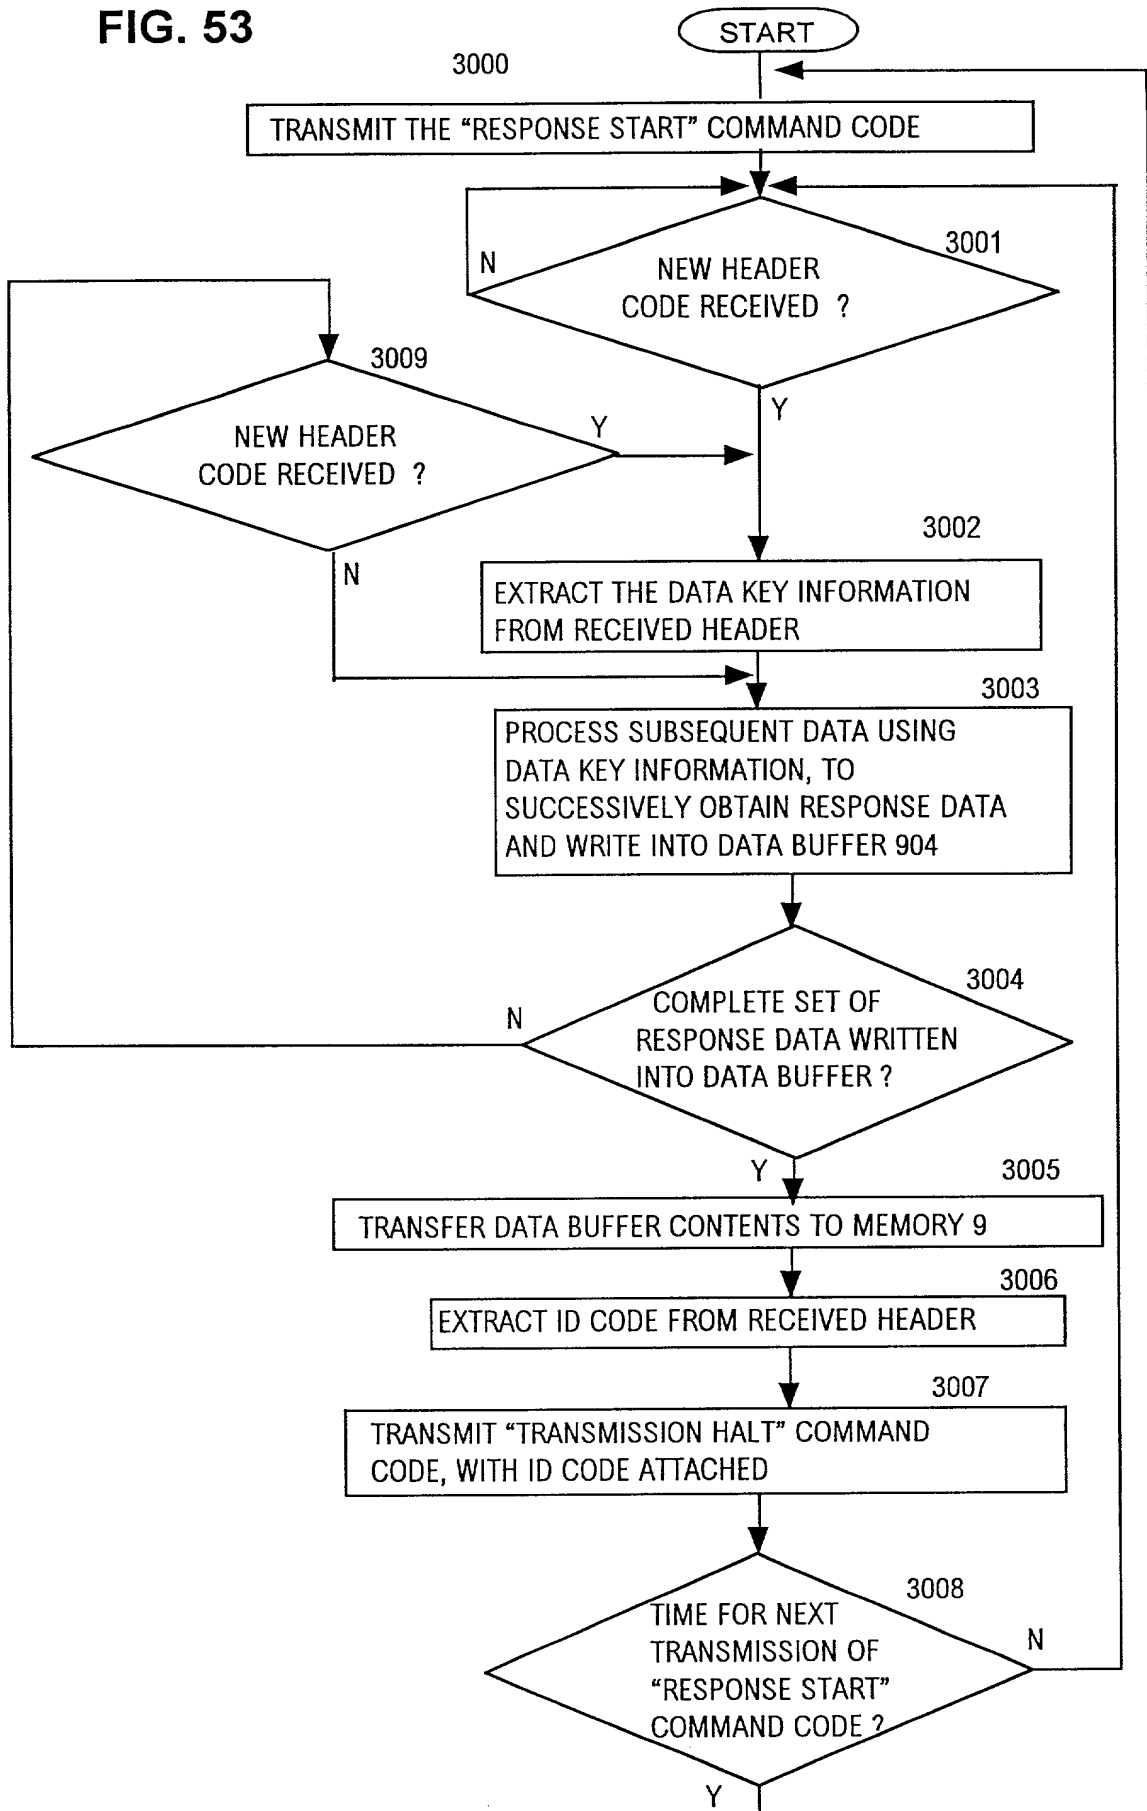 FIG. 53
START
3000
TRANSMIT THE “RESPONSE START” COMMAND CODE
3001
N
NEW HEADER
CODE RECEIVED ?
Y
3009
NEW HEADER
CODE RECEIVED ?
Y
N
3002
EXTRACT THE DATA KEY INFORMATION
FROM RECEIVED HEADER
3003
PROCESS SUBSEQUENT DATA USING
DATA KEY INFORMATION, TO
SUCCESSIVELY OBTAIN RESPONSE DATA
AND WRITE INTO DATA BUFFER 904
3004
N
COMPLETE SET OF
RESPONSE DATA WRITTEN
INTO DATA BUFFER ?
Y
3005
TRANSFER DATA BUFFER CONTENTS TO MEMORY 9
3006
EXTRACT ID CODE FROM RECEIVED HEADER
3007
TRANSMIT “TRANSMISSION HALT” COMMAND
CODE, WITH ID CODE ATTACHED
3008
TIME FOR NEXT
TRANSMISSION OF
“RESPONSE START”
COMMAND CODE ?
N
Y